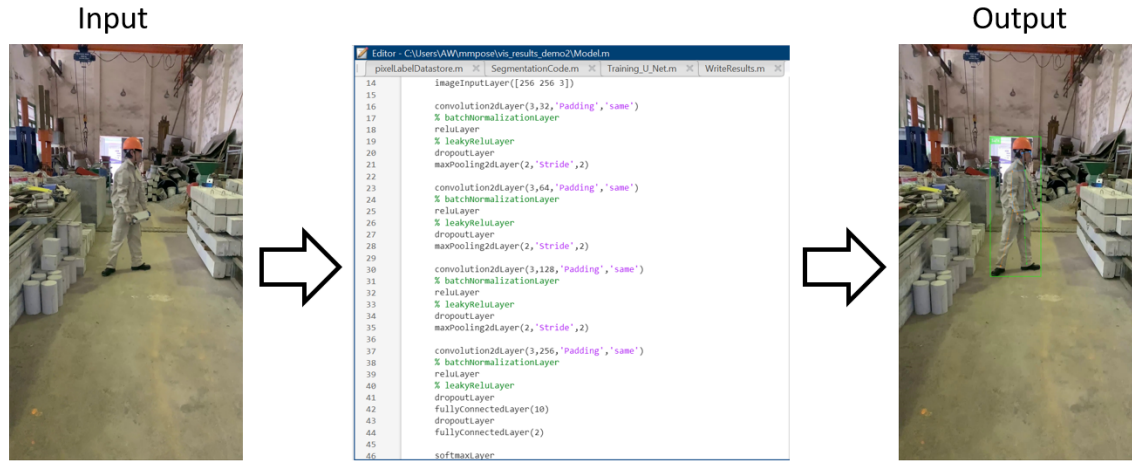 Input
Output
Editor - C:\Users\AW\mmpose\vis_results_demo2\Model.m
pixelLabelDatastore.m × SegmentationCode.m × Training_U_Net.m × WriteResults.m ×
14 imageInputLayer([256 256 3])
15
16 convolution2dLayer(3,32,'Padding','same')
17 % batchNormalizationLayer
18 reluLayer
19 % leakyReluLayer
20 dropoutLayer
21 maxPooling2dLayer(2,'Stride',2)
22
23 convolution2dLayer(3,64,'Padding','same')
24 % batchNormalizationLayer
25 reluLayer
26 % leakyReluLayer
27 dropoutLayer
28 maxPooling2dLayer(2,'Stride',2)
29
30 convolution2dLayer(3,128,'Padding','same')
31 % batchNormalizationLayer
32 reluLayer
33 % leakyReluLayer
34 dropoutLayer
35 maxPooling2dLayer(2,'Stride',2)
36
37 convolution2dLayer(3,256,'Padding','same')
38 % batchNormalizationLayer
39 reluLayer
40 % leakyReluLayer
41 dropoutLayer
42 fullyConnectedLayer(10)
43 dropoutLayer
44 fullyConnectedLayer(2)
45
46 softmaxLayer